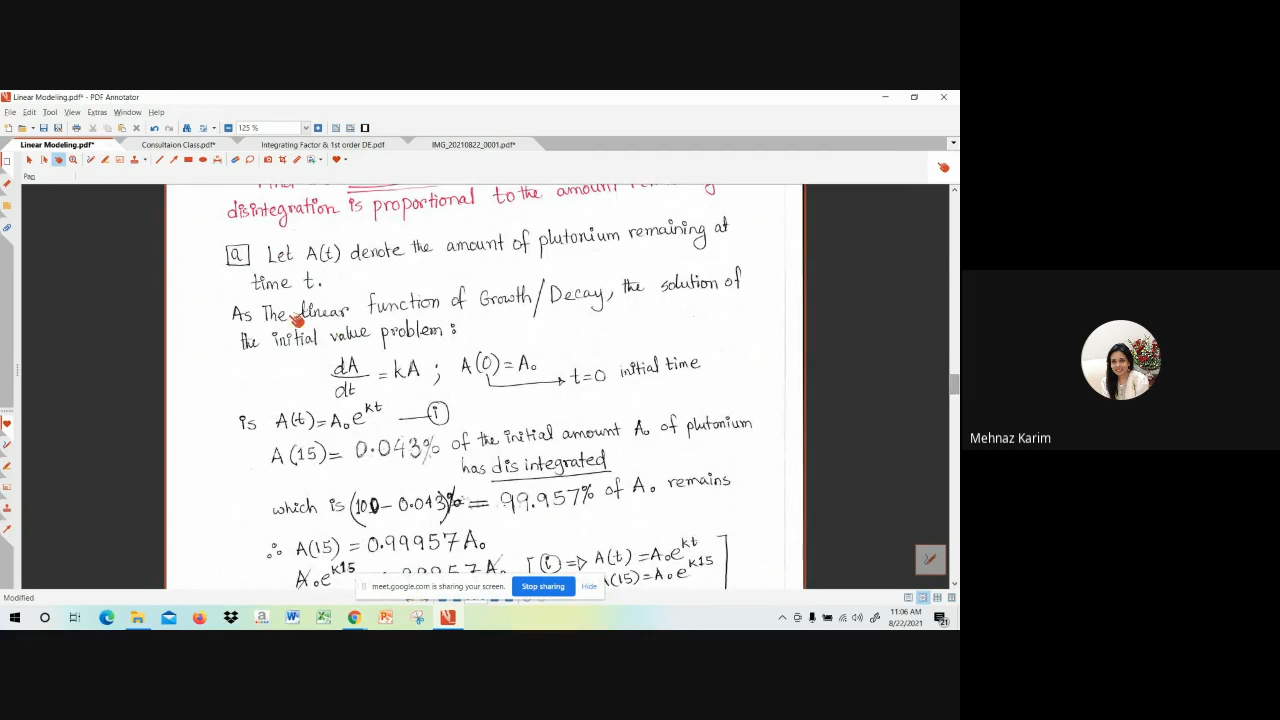 Linear Modeling.pdf* - PDF Annotator
File Edit Tool View Extras Window Help
125 %
Linear Modeling.pdf* Consultaion Class.pdf* Integrating Factor & 1st order DE.pdf IMG_20210822_0001.pdf*
Pan
disintegration is proportional to the amount
a Let A(t) denote the amount of plutonium remaining at
time t.
As The linear function of Growth/Decay, the solution of
the initial value problem:
dA/dt = kA ; A(0) = A₀ t=0 initial time
is A(t) = A₀e^kt — (i)
A(15) = 0.043% of the initial amount A₀ of plutonium
has disintegrated
which is (100 - 0.043)% = 99.957% of A₀ remains
∴ A(15) = 0.99957A₀
A₀e^k15 [(i) => A(t) = A₀e^kt
A(15) = A₀e^k15]
meet.google.com is sharing your screen. Stop sharing Hide
Modified
11:06 AM
8/22/2021
21
Mehnaz Karim